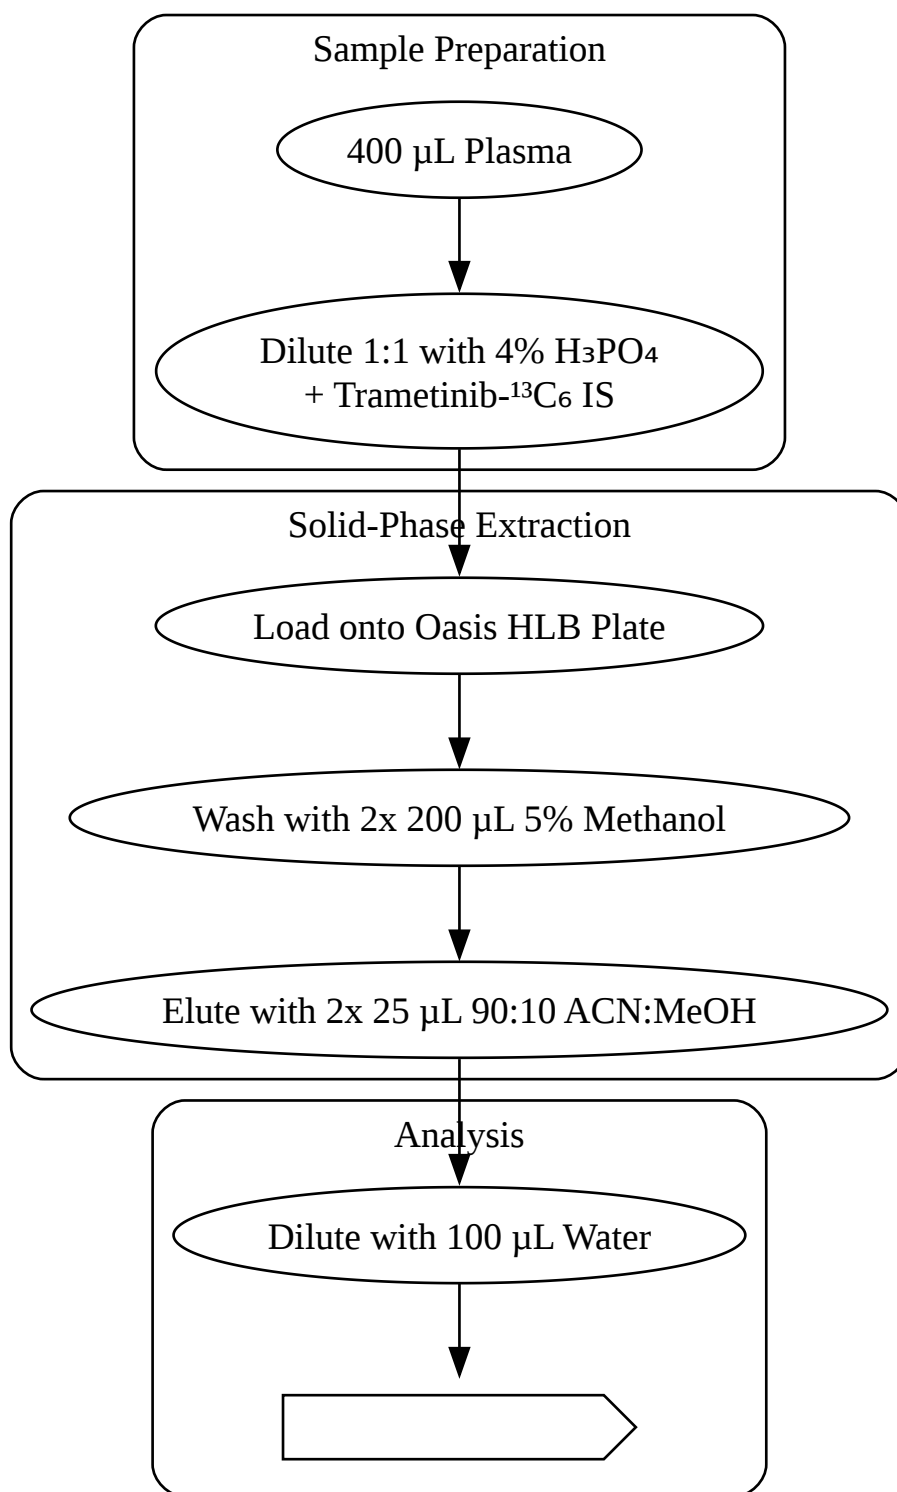 Sample Preparation
400 µL Plasma
Dilute 1:1 with 4% H₃PO₄
+ Trametinib-¹³C₆ IS
Solid-Phase Extraction
Load onto Oasis HLB Plate
Wash with 2x 200 µL 5% Methanol
Elute with 2x 25 µL 90:10 ACN:MeOH
Analysis
Dilute with 100 µL Water